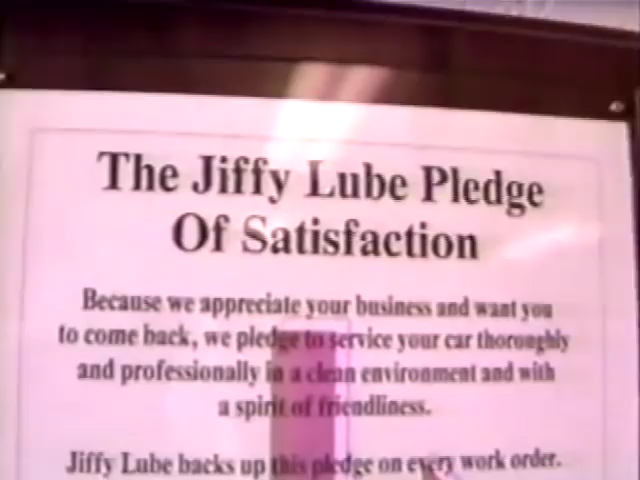 The Jiffy Lube Pledge
Of Satisfaction
Because we appreciate your business and want you
to come back, we pledge to service your car thoroughly
and professionally in a clean environment and with
a spirit of friendliness.
Jiffy Lube backs up this pledge on every work order.